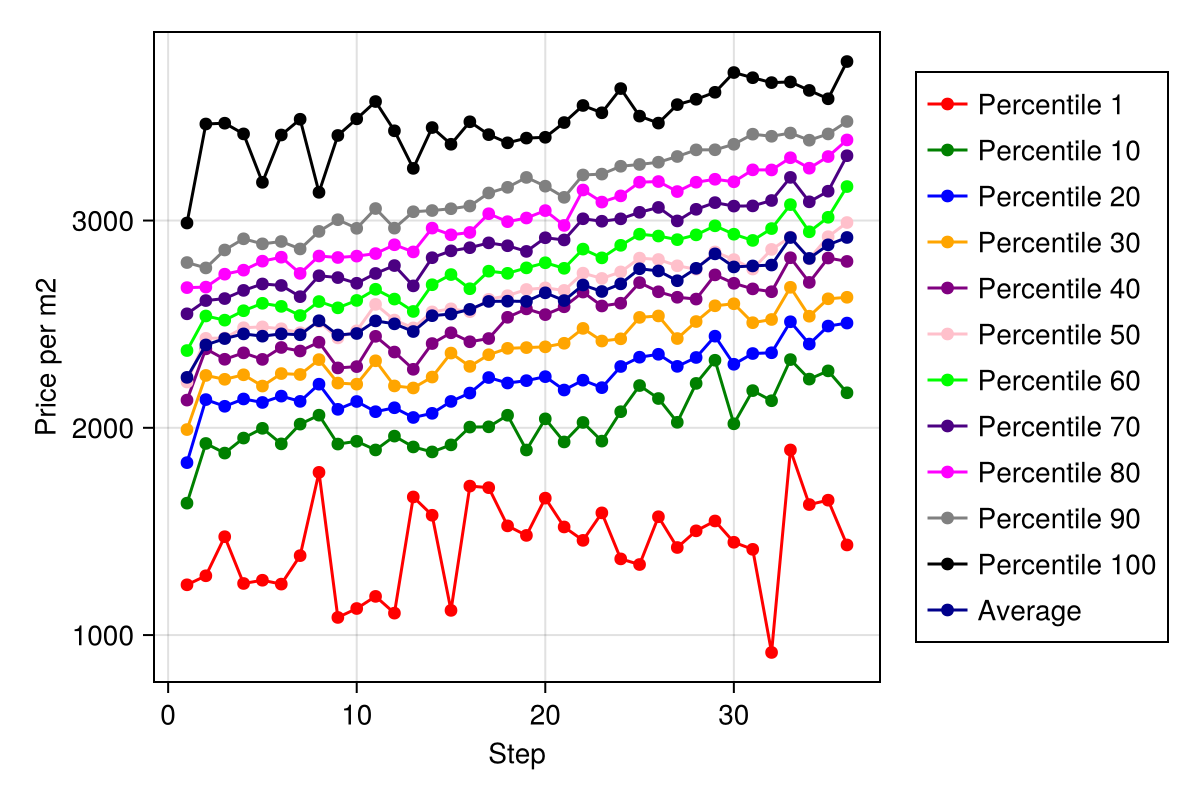 Price per m2
3000
2000
1000
0 10 20 30
Step
Percentile 1
Percentile 10
Percentile 20
Percentile 30
Percentile 40
Percentile 50
Percentile 60
Percentile 70
Percentile 80
Percentile 90
Percentile 100
Average